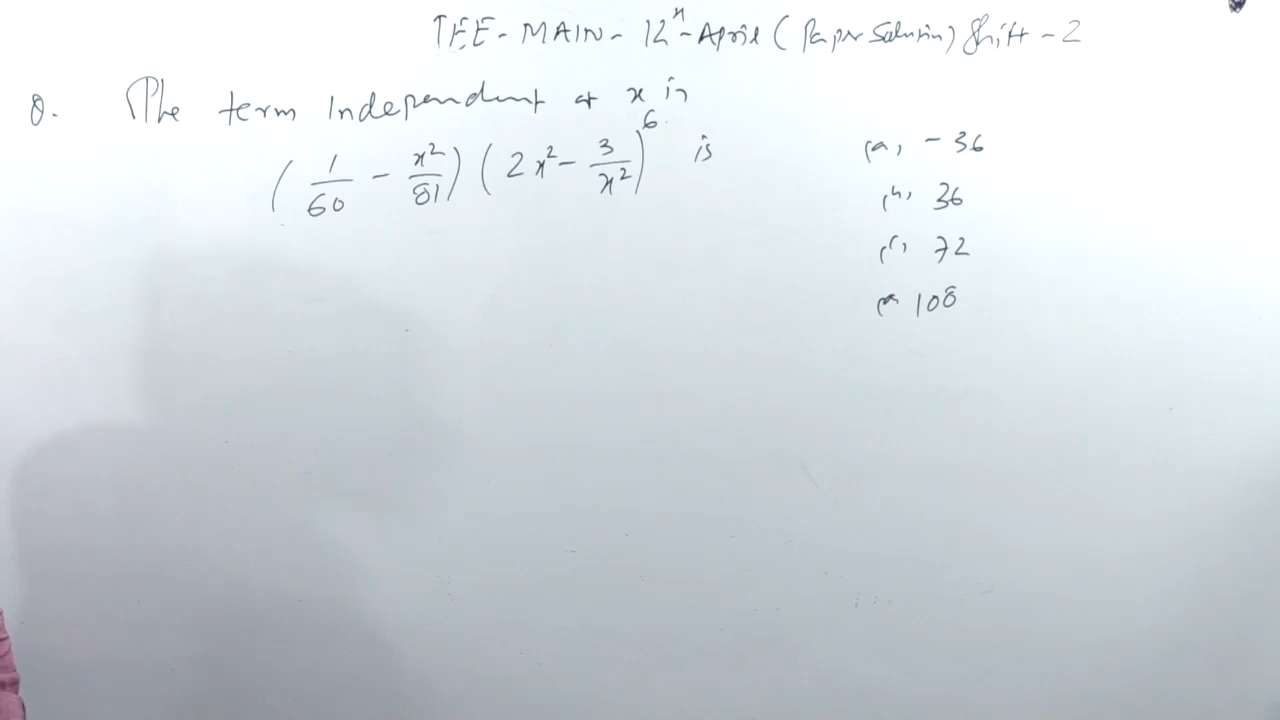 JEE - MAIN - 12th April (Paper Solution) Shift - 2
Q. The term Independent of x in
(1/60 - x²/81) (2x² - 3/x²)⁶ is
(a) - 36
(b) 36
(c) 72
(d) 108